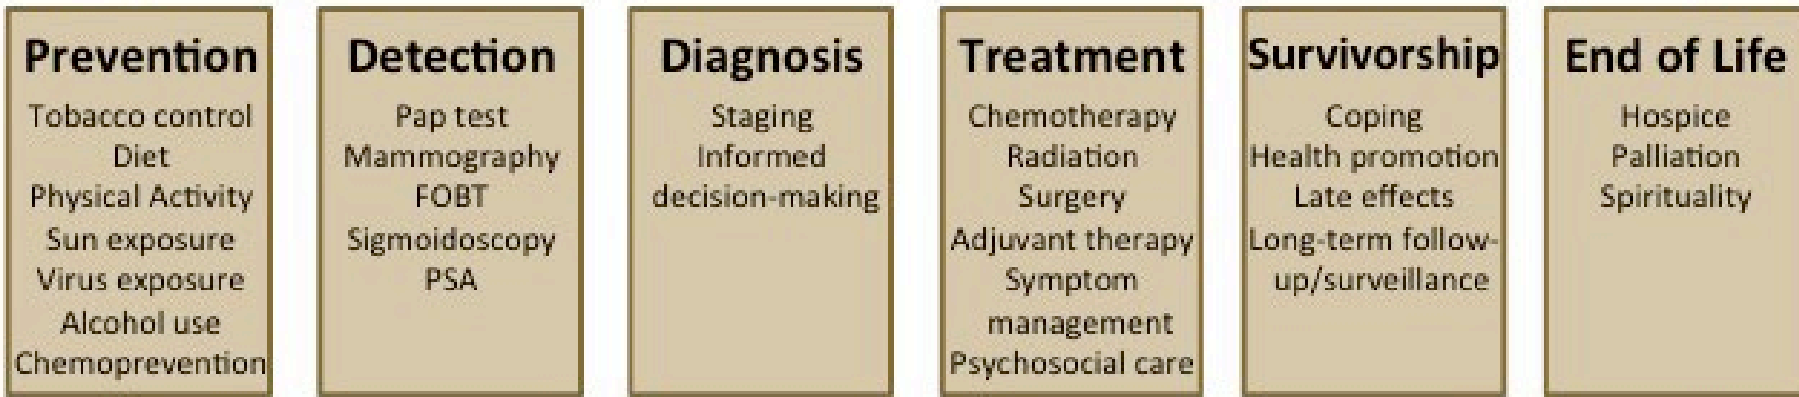 Prevention
Tobacco control
Diet
Physical Activity
Sun exposure
Virus exposure
Alcohol use
Chemoprevention
Detection
Pap test
Mammography
FOBT
Sigmoidoscopy
PSA
Diagnosis
Staging
Informed
decision-making
Treatment
Chemotherapy
Radiation
Surgery
Adjuvant therapy
Symptom
management
Psychosocial care
Survivorship
Coping
Health promotion
Late effects
Long-term follow-
up/surveillance
End of Life
Hospice
Palliation
Spirituality